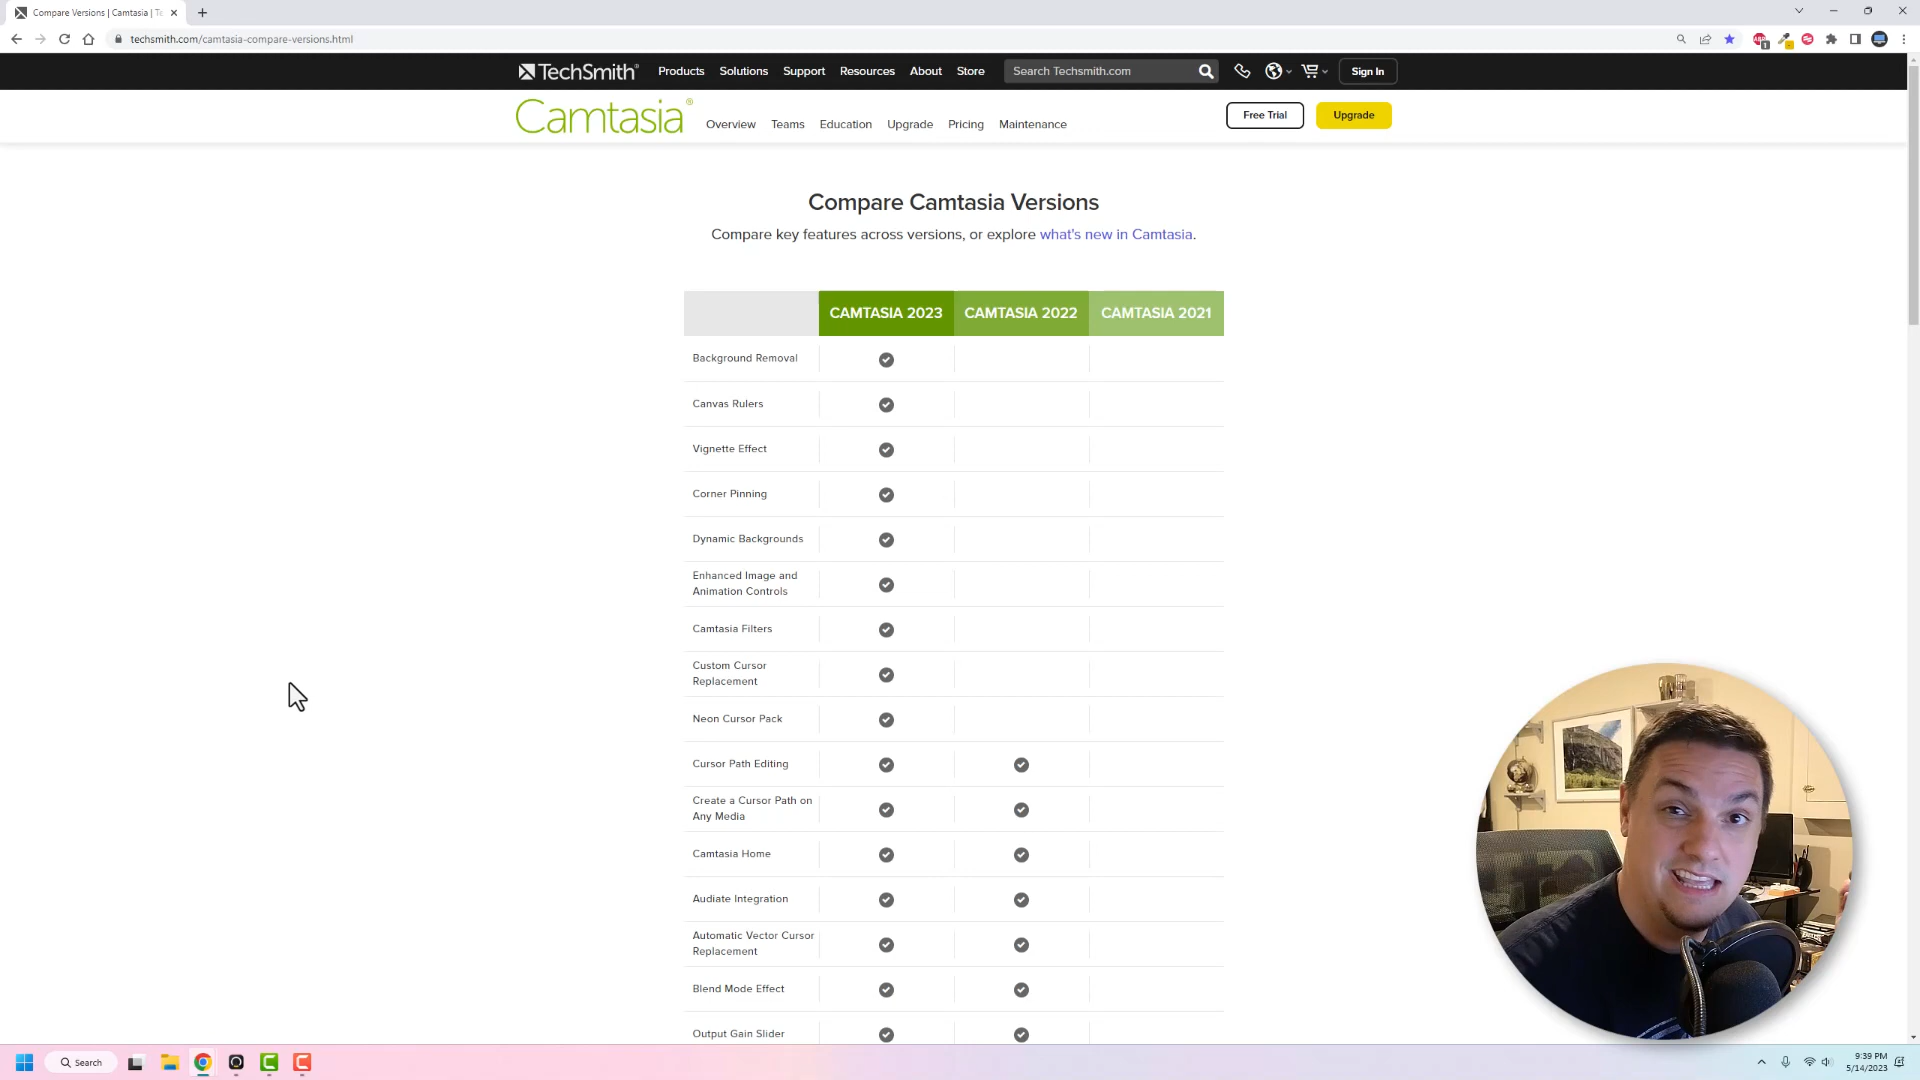 Compare Versions | Camtasia | Te
techsmith.com/camtasia-compare-versions.html
TechSmith®
Products
Solutions
Support
Resources
About
Store
Search Techsmith.com
Sign In
Camtasia®
Overview
Teams
Education
Upgrade
Pricing
Maintenance
Free Trial
Upgrade
Compare Camtasia Versions
Compare key features across versions, or explore what's new in Camtasia.
CAMTASIA 2023
CAMTASIA 2022
CAMTASIA 2021
Background Removal
Canvas Rulers
Vignette Effect
Corner Pinning
Dynamic Backgrounds
Enhanced Image and
Animation Controls
Camtasia Filters
Custom Cursor
Replacement
Neon Cursor Pack
Cursor Path Editing
Create a Cursor Path on
Any Media
Camtasia Home
Audiate Integration
Automatic Vector Cursor
Replacement
Blend Mode Effect
Output Gain Slider
Search
9:39 PM
5/14/2023